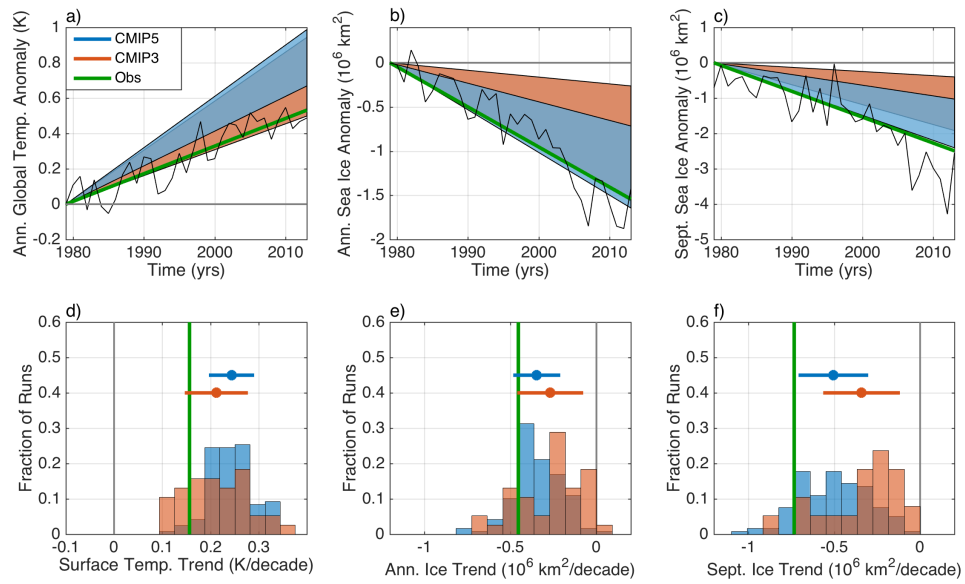 a)
Ann. Global Temp. Anomaly (K)
1
0.8
0.6
0.4
0.2
0
-0.2
CMIP5
CMIP3
Obs
1980 1990 2000 2010
Time (yrs)
b)
Ann. Sea Ice Anomaly (10⁶ km²)
0.5
0
-0.5
-1
-1.5
-2
1980 1990 2000 2010
Time (yrs)
c)
Sept. Sea Ice Anomaly (10⁶ km²)
1
0
-1
-2
-3
-4
-5
1980 1990 2000 2010
Time (yrs)
d)
Fraction of Runs
0.6
0.5
0.4
0.3
0.2
0.1
0
-0.1 0 0.1 0.2 0.3
Surface Temp. Trend (K/decade)
e)
Fraction of Runs
0.6
0.5
0.4
0.3
0.2
0.1
0
-1 -0.5 0
Ann. Ice Trend (10⁶ km²/decade)
f)
Fraction of Runs
0.6
0.5
0.4
0.3
0.2
0.1
0
-1 -0.5 0
Sept. Ice Trend (10⁶ km²/decade)